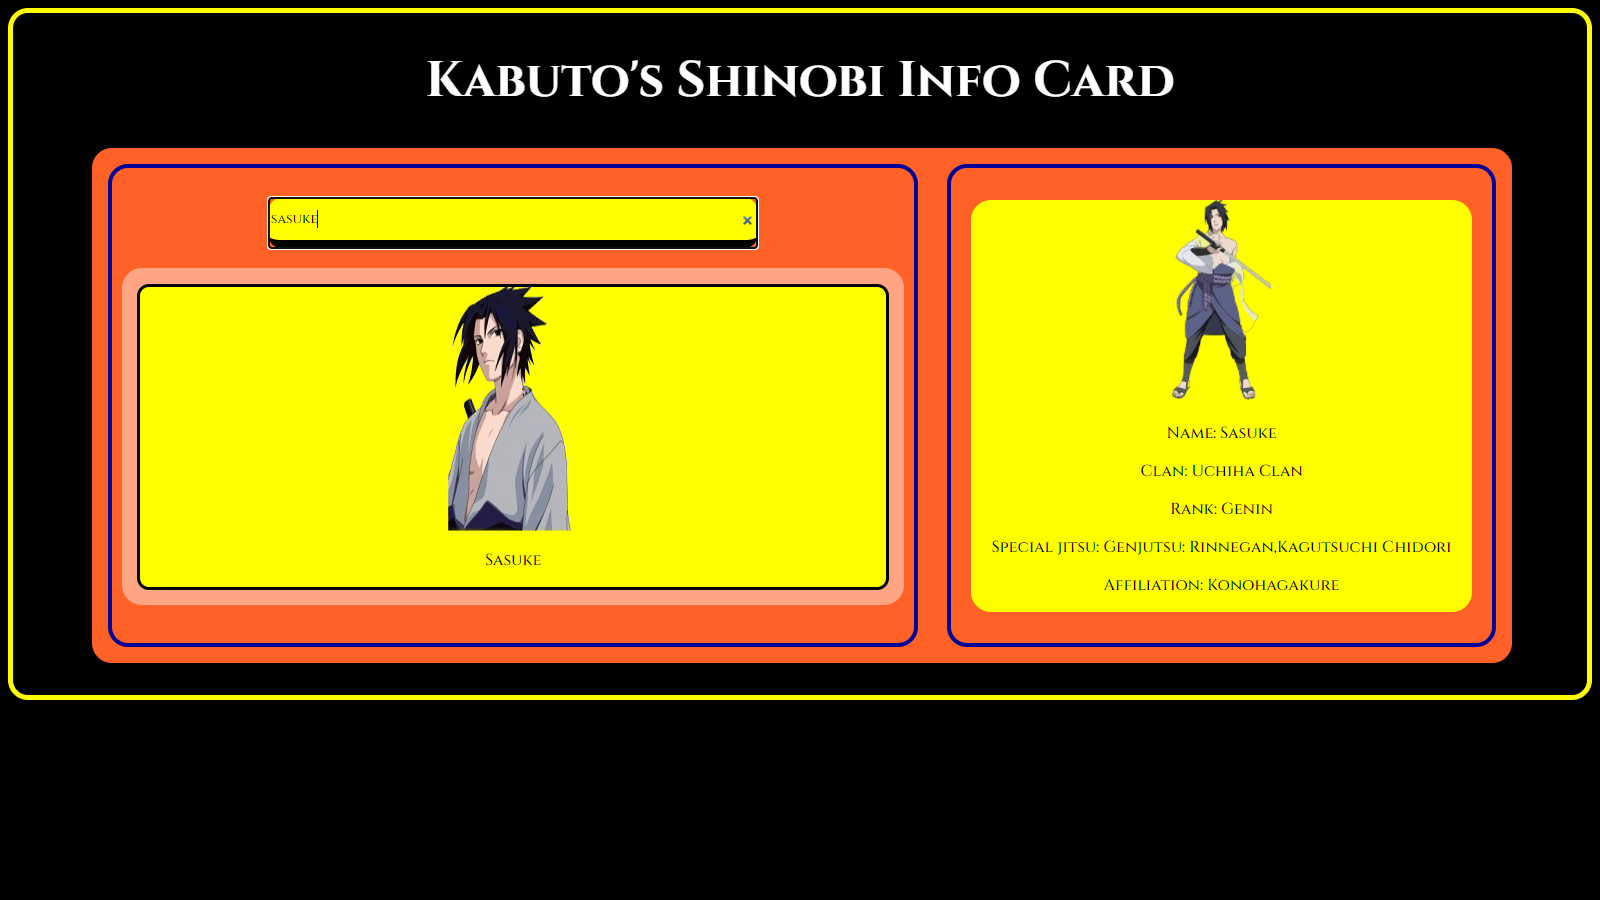 Kabuto's Shinobi Info Card
sasuke
Sasuke
Name: Sasuke
Clan: Uchiha Clan
Rank: Genin
Special jitsu: Genjutsu: Rinnegan,Kagutsuchi Chidori
Affiliation: Konohagakure